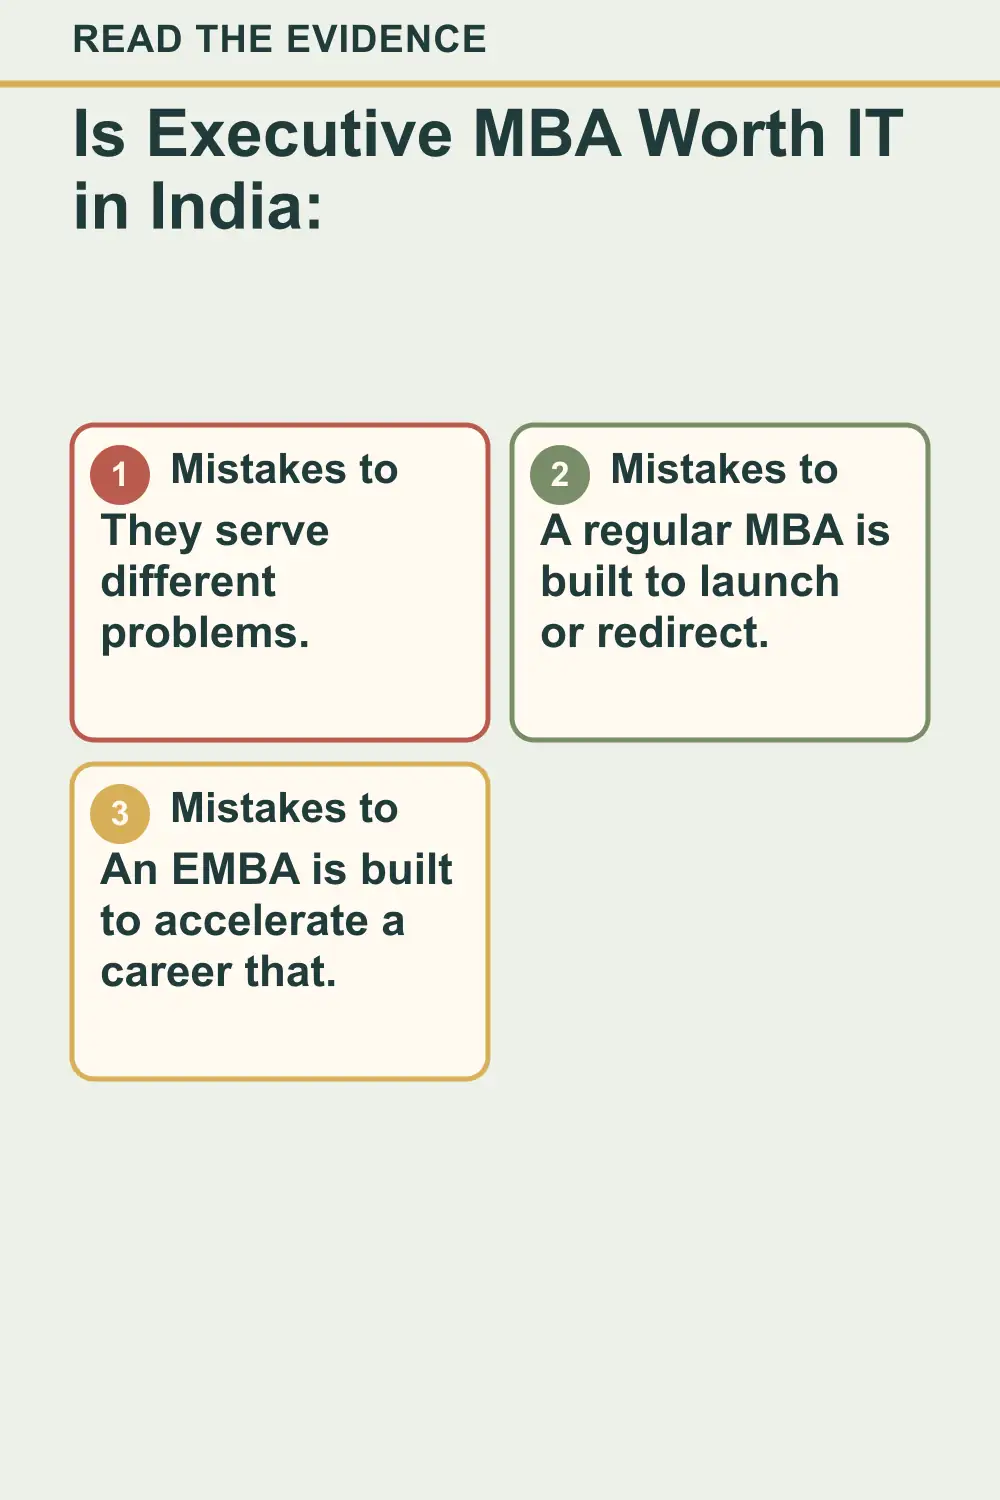 READ THE EVIDENCE
Is Executive MBA Worth IT
in India:
1 Mistakes to
They serve
different
problems.
2 Mistakes to
A regular MBA is
built to launch
or redirect.
3 Mistakes to
An EMBA is built
to accelerate a
career that.